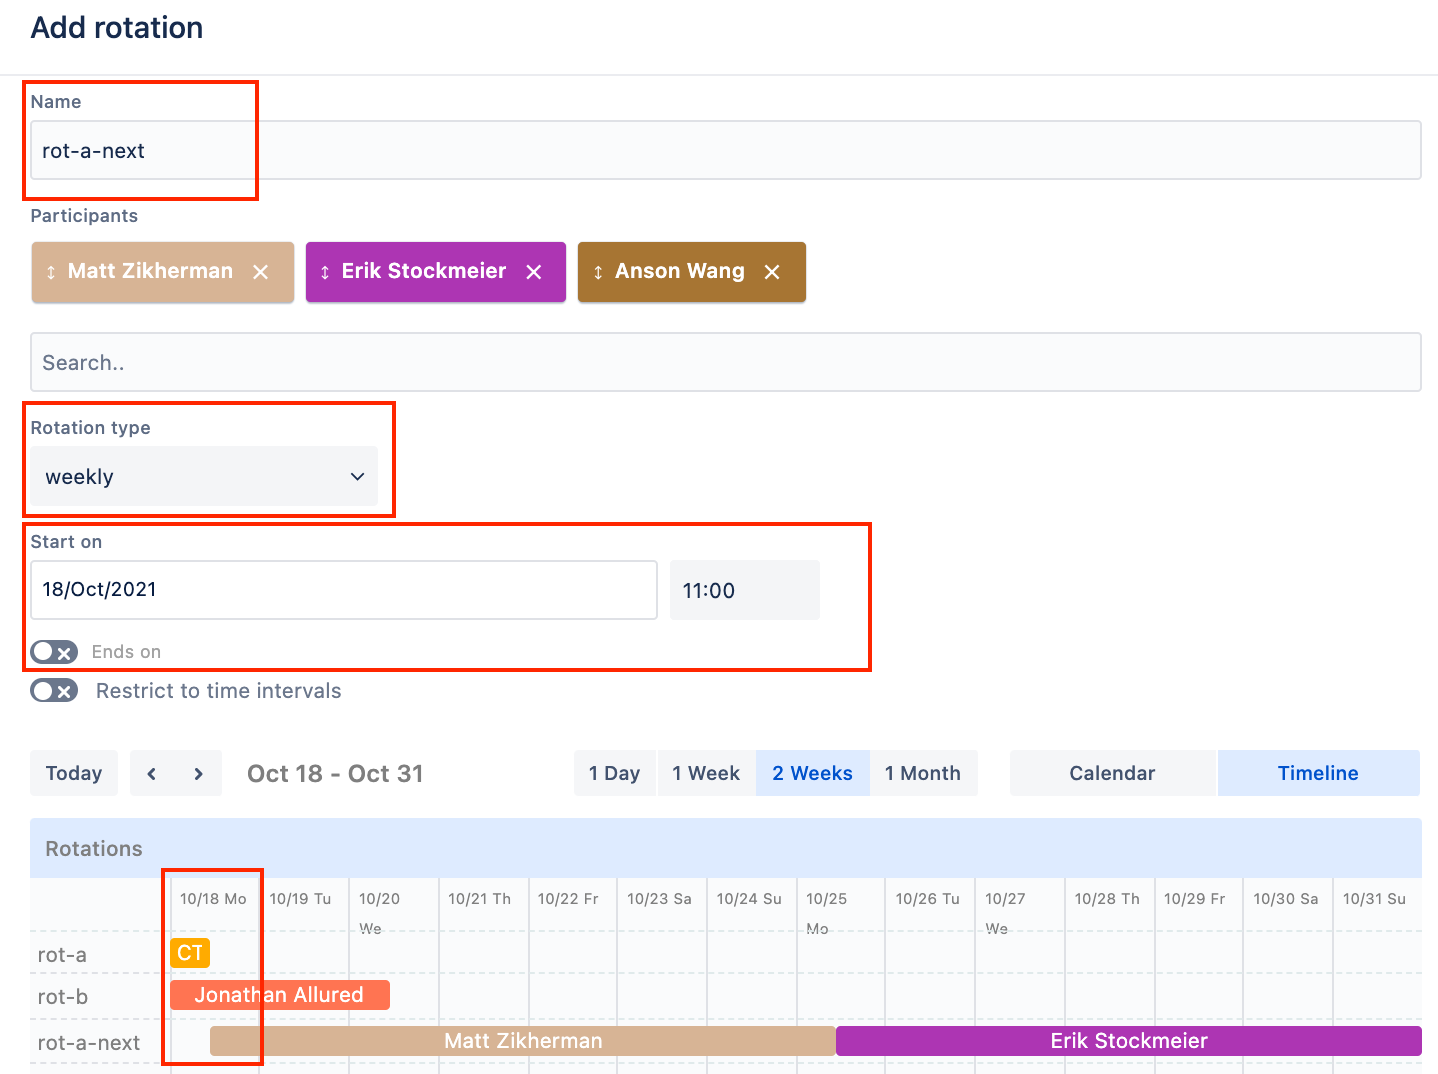 Add rotation
Name
rot-a-next
Participants
↕ Matt Zikherman ✕ ↕ Erik Stockmeier ✕ ↕ Anson Wang ✕
Search..
Rotation type
weekly
Start on
18/Oct/2021 11:00
Ends on
Restrict to time intervals
Today ‹ › Oct 18 - Oct 31 1 Day 1 Week 2 Weeks 1 Month Calendar Timeline
Rotations
10/18 Mo 10/19 Tu 10/20 We 10/21 Th 10/22 Fr 10/23 Sa 10/24 Su 10/25 Mo 10/26 Tu 10/27 We 10/28 Th 10/29 Fr 10/30 Sa 10/31 Su
rot-a CT
rot-b Jonathan Allured
rot-a-next Matt Zikherman Erik Stockmeier